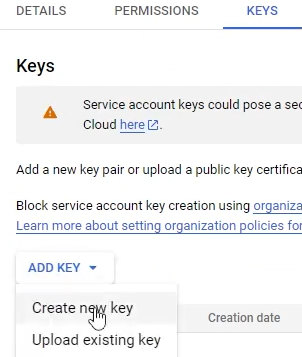 DETAILS PERMISSIONS KEYS
Keys
Service account keys could pose a sec
Cloud here.
Add a new key pair or upload a public key certifica
Block service account key creation using organiza
Learn more about setting organization policies for
ADD KEY
Create new key
Upload existing key
Creation date